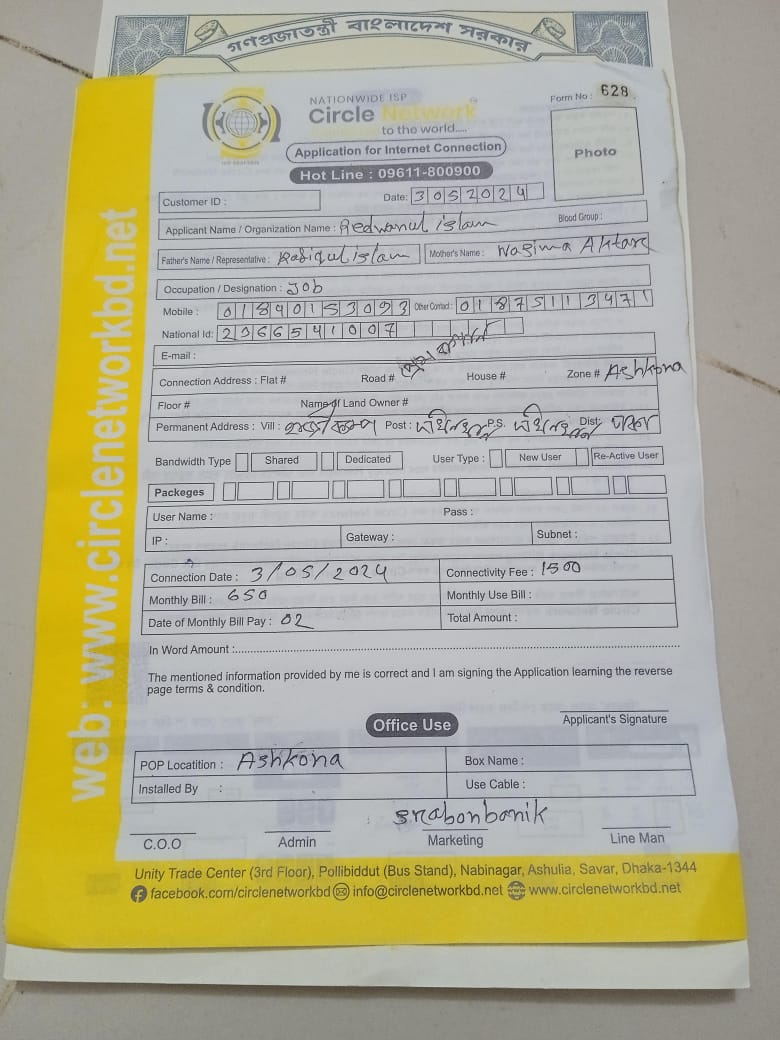 গণপ্রজাতন্ত্রী বাংলাদেশ সরকার
NATIONWIDE ISP
Circle Network
to the world....
Form No : 628
Application for Internet Connection
Hot Line : 09611-800900
Photo
Customer ID :
Date: 3052024
Applicant Name / Organization Name : Redwanul islam Blood Group :
Father's Name / Representative : Rafiqul islam Mother's Name : Nasima Aktar
Occupation / Designation : Job
Mobile : 01840153093 Other Contact : 01875113471
National Id: 2366541007
E-mail :
Connection Address : Flat # Road # House # Zone # Ashkona
Floor # Name of Land Owner #
Permanent Address : Vill : Post : P.S. Dist:
Bandwidth Type Shared Dedicated User Type : New User Re-Active User
Packeges
User Name : Pass :
IP : Gateway : Subnet :
Connection Date : 3/05/2024 Connectivity Fee : 1500
Monthly Bill : 650 Monthly Use Bill :
Date of Monthly Bill Pay : 02 Total Amount :
In Word Amount :
The mentioned information provided by me is correct and I am signing the Application learning the reverse
page terms & condition.
Office Use
Applicant's Signature
POP Locatition : Ashkona Box Name :
Installed By : Use Cable :
Srabonbanik
C.O.O Admin Marketing Line Man
Unity Trade Center (3rd Floor), Pollibiddut (Bus Stand), Nabinagar, Ashulia, Savar, Dhaka-1344
facebook.com/circlenetworkbd info@circlenetworkbd.net www.circlenetworkbd.net
web: www.circlenetworkbd.net